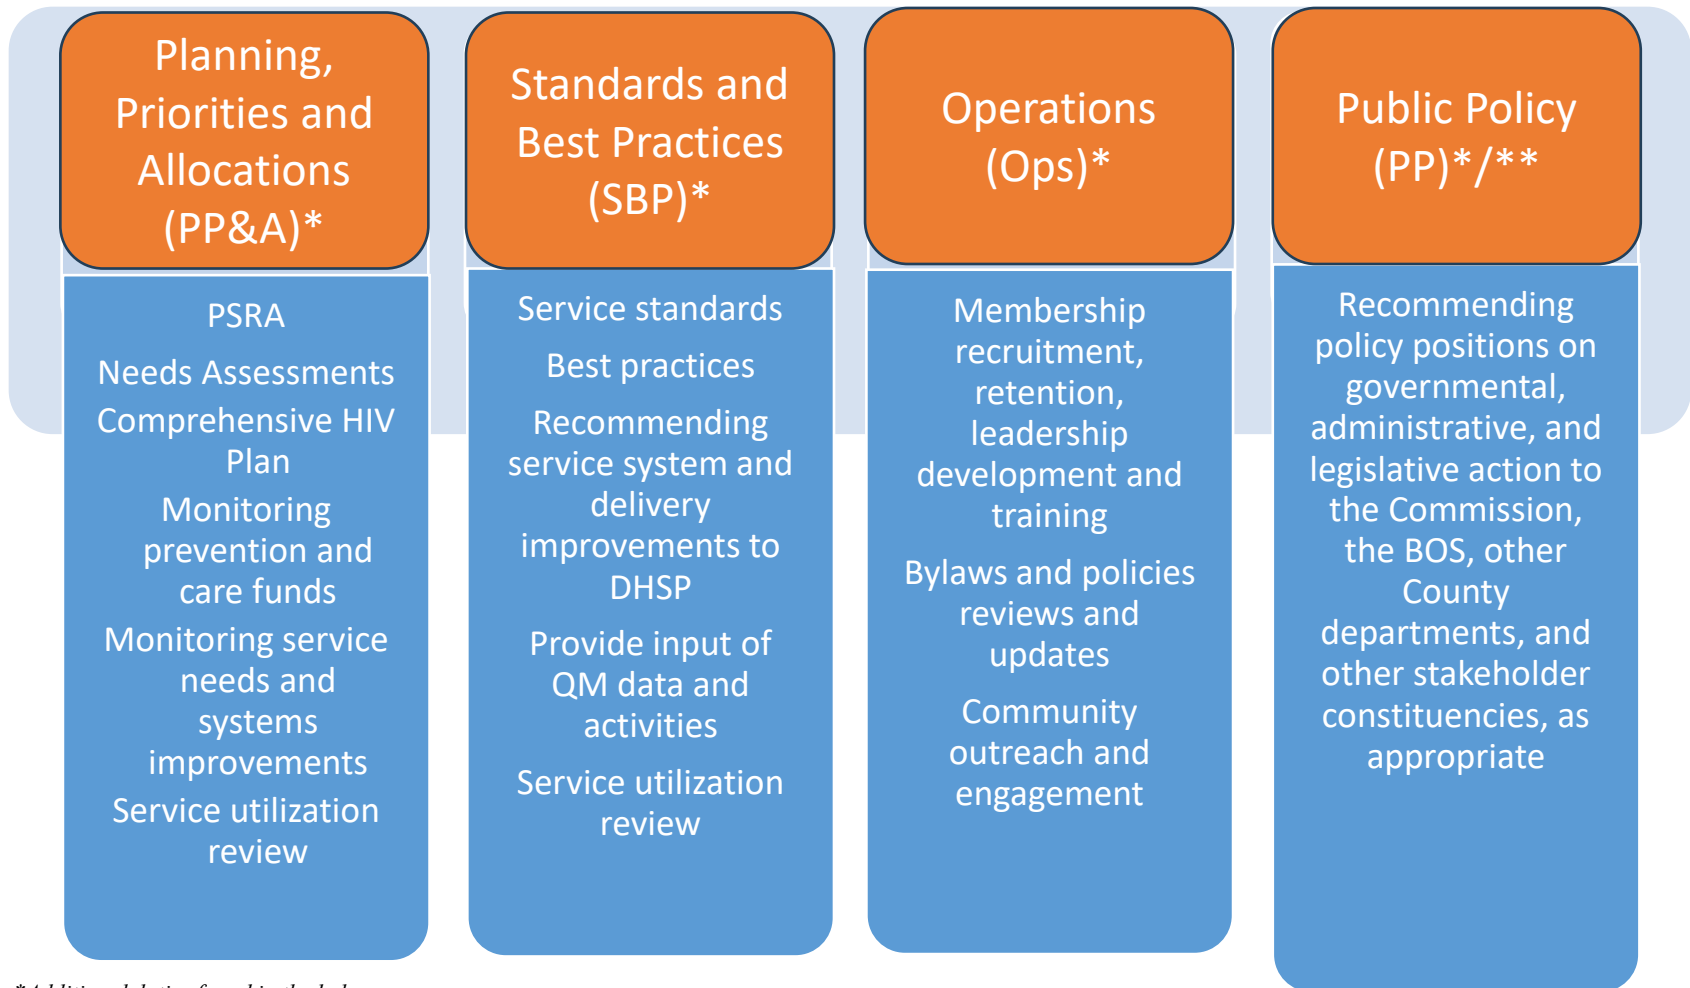 Planning,
Priorities and
Allocations
(PP&A)*
PSRA
Needs Assessments
Comprehensive HIV
Plan
Monitoring
prevention and
care funds
Monitoring service
needs and
systems
improvements
Service utilization
review
Standards and
Best Practices
(SBP)*
Service standards
Best practices
Recommending
service system and
delivery
improvements to
DHSP
Provide input of
QM data and
activities
Service utilization
review
Operations
(Ops)*
Membership
recruitment,
retention,
leadership
development and
training
Bylaws and policies
reviews and
updates
Community
outreach and
engagement
Public Policy
(PP)*/**
Recommending
policy positions on
governmental,
administrative, and
legislative action to
the Commission,
the BOS, other
County
departments, and
other stakeholder
constituencies, as
appropriate